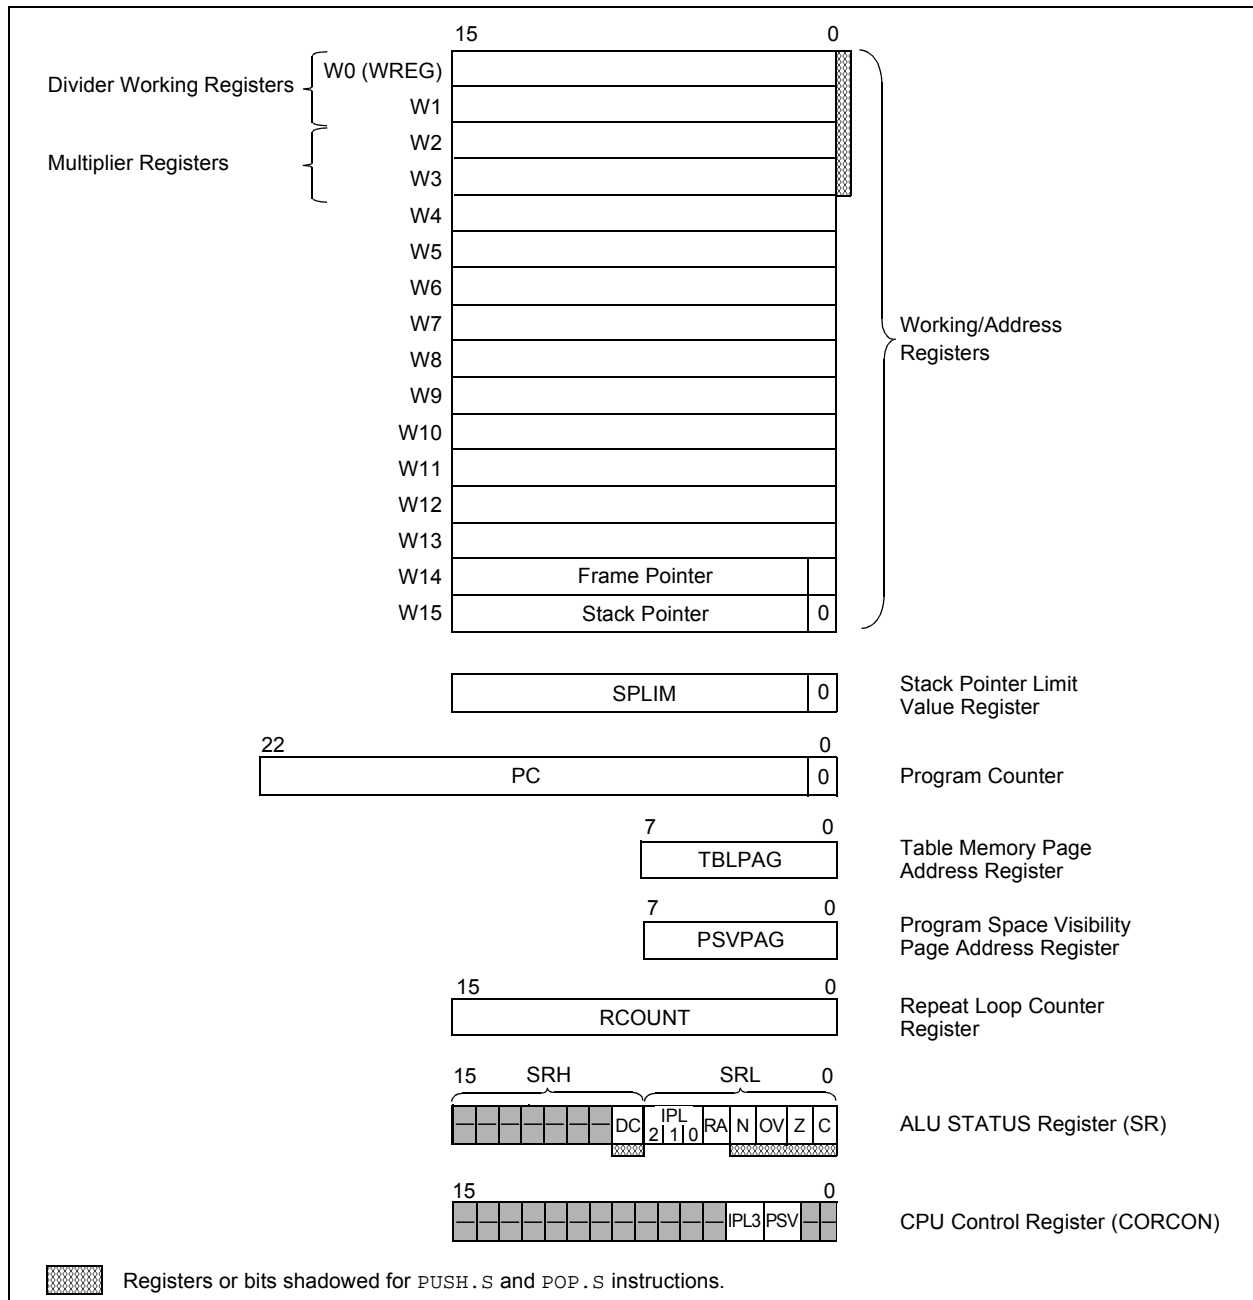 15 0
W0 (WREG)
Divider Working Registers
W1
W2
Multiplier Registers
W3
W4
W5
W6
W7
Working/Address
Registers
W8
W9
W10
W11
W12
W13
W14 Frame Pointer
W15 Stack Pointer 0
SPLIM 0
Stack Pointer Limit
Value Register
22 0
PC 0 Program Counter
7 0
TBLPAG
Table Memory Page
Address Register
7 0
PSVPAG
Program Space Visibility
Page Address Register
15 0
RCOUNT
Repeat Loop Counter
Register
15 SRH SRL 0
— — — — — — — DC IPL 2 1 0 RA N OV Z C ALU STATUS Register (SR)
15 0
— — — — — — — — — — — — IPL3 PSV — — CPU Control Register (CORCON)
Registers or bits shadowed for PUSH.S and POP.S instructions.